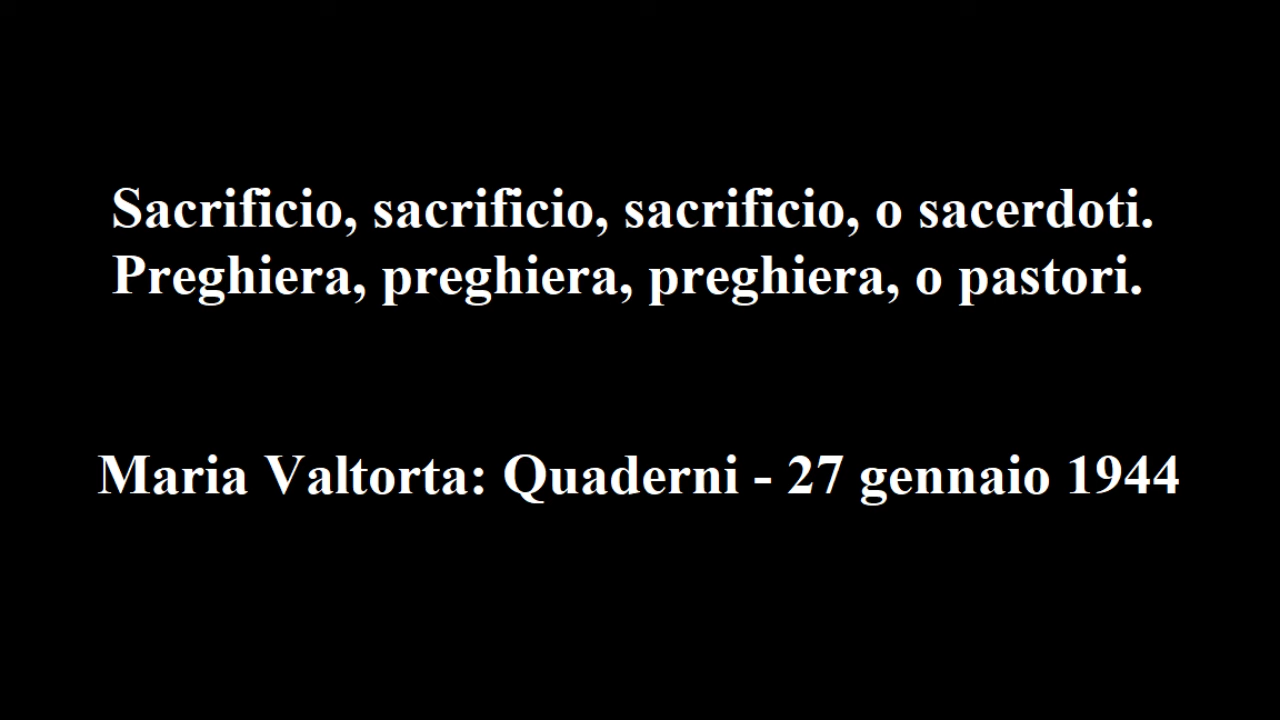 Sacrificio, sacrificio, sacrificio, o sacerdoti.
Preghiera, preghiera, preghiera, o pastori.
Maria Valtorta: Quaderni - 27 gennaio 1944